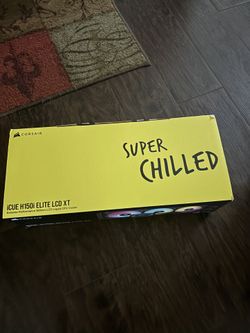 CORSAIR
SUPER
CHILLED
iCUE H150i ELITE LCD XT